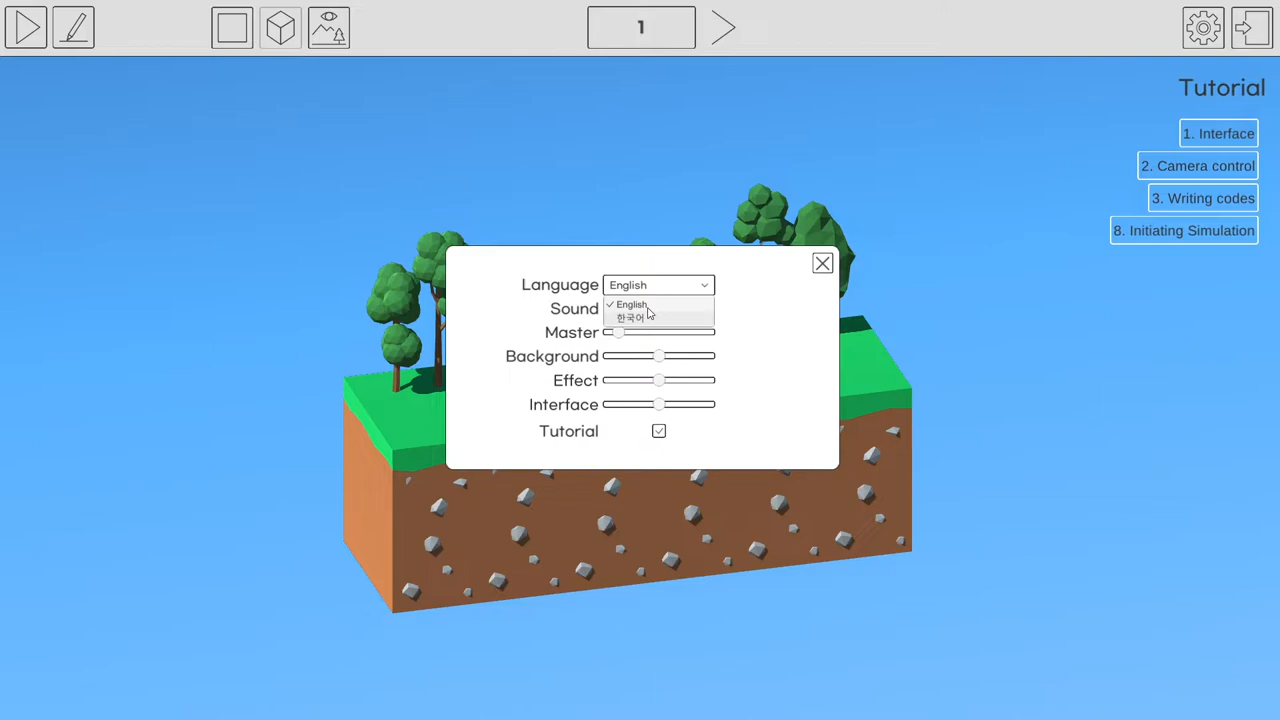 1
Tutorial
1. Interface
2. Camera control
3. Writing codes
8. Initiating Simulation
Language English
English
한국어
Sound
Master
Background
Effect
Interface
Tutorial